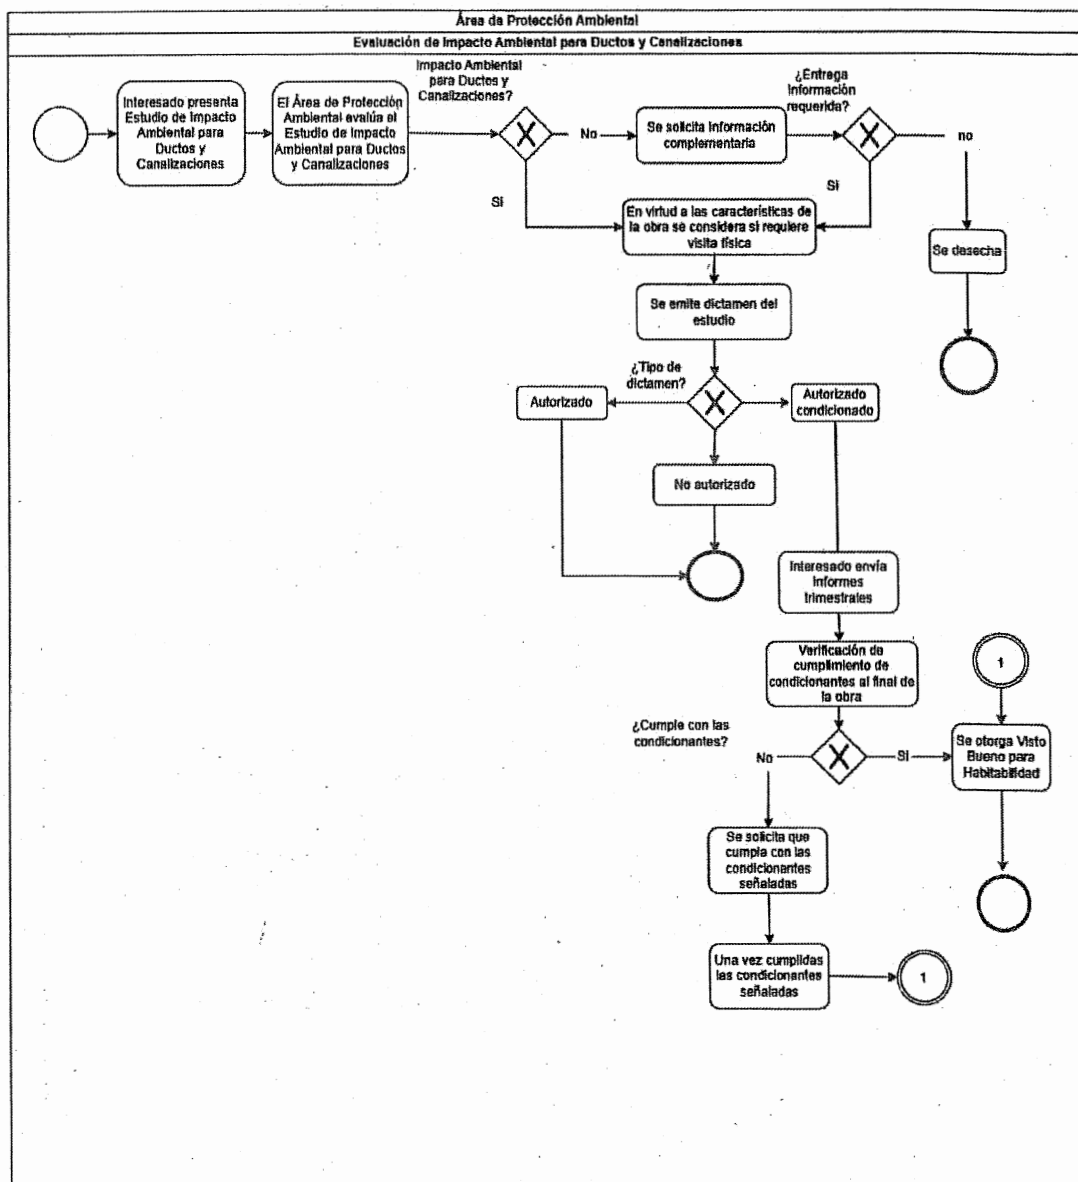 Área de Protección Ambiental
Evaluación de Impacto Ambiental para Ductos y Canalizaciones
Interesado presenta
Estudio de Impacto
Ambiental para
Ductos y
Canalizaciones
El Área de Protección
Ambiental evalúa el
Estudio de Impacto
Ambiental para Ductos
y Canalizaciones
Impacto Ambiental
para Ductos y
Canalizaciones?
No
Se solicita información
complementaria
¿Entrega
información
requerida?
no
Si
Si
En virtud a las características de
la obra se considera si requiere
visita física
Se desecha
Se emite dictamen del
estudio
¿Tipo de
dictamen?
Autorizado
Autorizado
condicionado
No autorizado
Interesado envía
informes
trimestrales
Verificación de
cumplimiento de
condicionantes al final de
la obra
1
¿Cumple con las
condicionantes?
No
Si
Se otorga Visto
Bueno para
Habitabilidad
Se solicita que
cumpla con las
condicionantes
señaladas
Una vez cumplidas
las condicionantes
señaladas
1